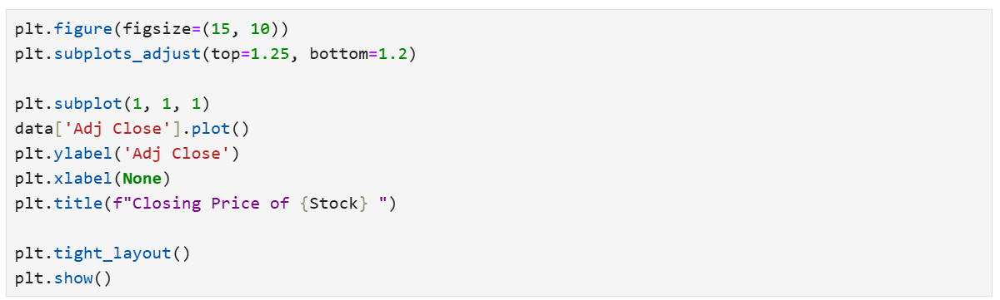 plt.figure(figsize=(15, 10))
plt.subplots_adjust(top=1.25, bottom=1.2)
plt.subplot(1, 1, 1)
data['Adj Close'].plot()
plt.ylabel('Adj Close')
plt.xlabel(None)
plt.title(f"Closing Price of {Stock} ")
plt.tight_layout()
plt.show()